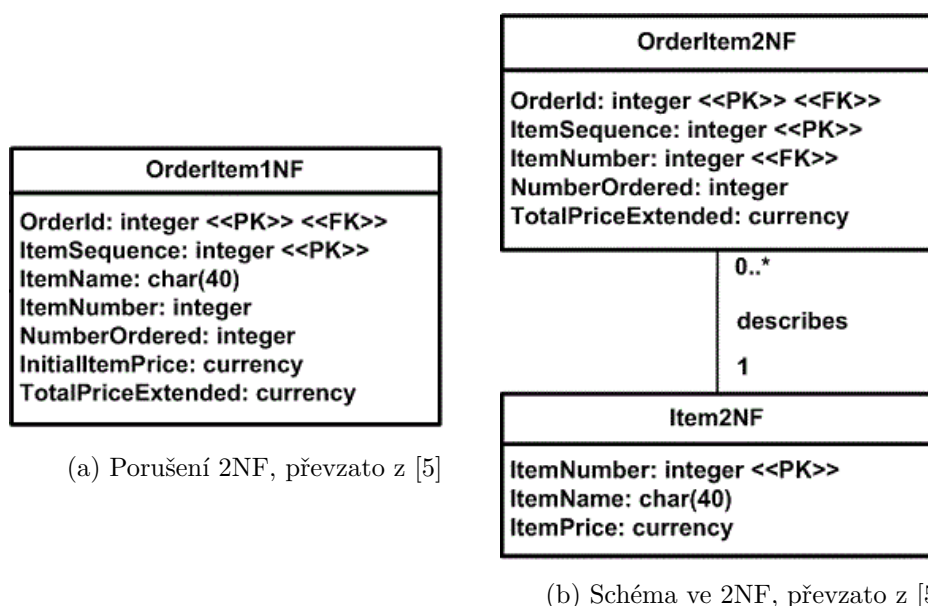 OrderItem1NF
OrderId: integer <<PK>> <<FK>>
ItemSequence: integer <<PK>>
ItemName: char(40)
ItemNumber: integer
NumberOrdered: integer
InitialItemPrice: currency
TotalPriceExtended: currency
(a) Porušení 2NF, převzato z [5]
OrderItem2NF
OrderId: integer <<PK>> <<FK>>
ItemSequence: integer <<PK>>
ItemNumber: integer <<FK>>
NumberOrdered: integer
TotalPriceExtended: currency
0..*
describes
1
Item2NF
ItemNumber: integer <<PK>>
ItemName: char(40)
ItemPrice: currency
(b) Schéma ve 2NF, převzato z [5